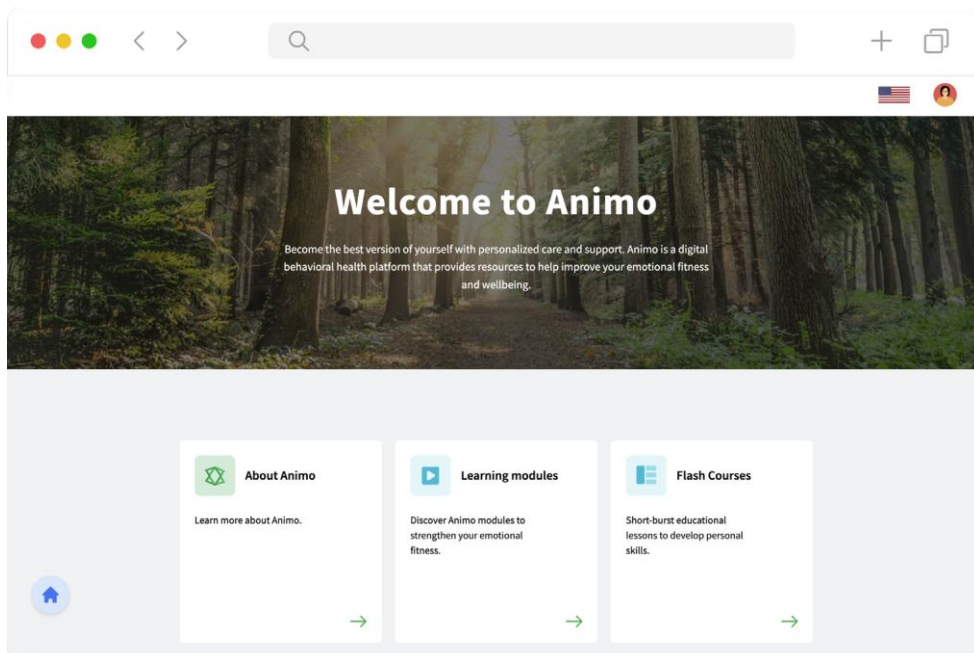 Welcome to Animo
Become the best version of yourself with personalized care and support. Animo is a digital
behavioral health platform that provides resources to help improve your emotional fitness
and wellbeing.
About Animo
Learn more about Animo.
Learning modules
Discover Animo modules to
strengthen your emotional
fitness.
Flash Courses
Short-burst educational
lessons to develop personal
skills.